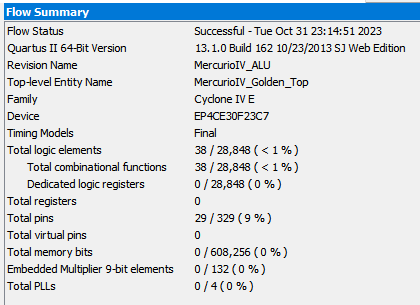 Flow Summary
Flow Status Successful - Tue Oct 31 23:14:51 2023
Quartus II 64-Bit Version 13.1.0 Build 162 10/23/2013 SJ Web Edition
Revision Name MercurioIV_ALU
Top-level Entity Name MercurioIV_Golden_Top
Family Cyclone IV E
Device EP4CE30F23C7
Timing Models Final
Total logic elements 38 / 28,848 ( < 1 % )
Total combinational functions 38 / 28,848 ( < 1 % )
Dedicated logic registers 0 / 28,848 ( 0 % )
Total registers 0
Total pins 29 / 329 ( 9 % )
Total virtual pins 0
Total memory bits 0 / 608,256 ( 0 % )
Embedded Multiplier 9-bit elements 0 / 132 ( 0 % )
Total PLLs 0 / 4 ( 0 % )